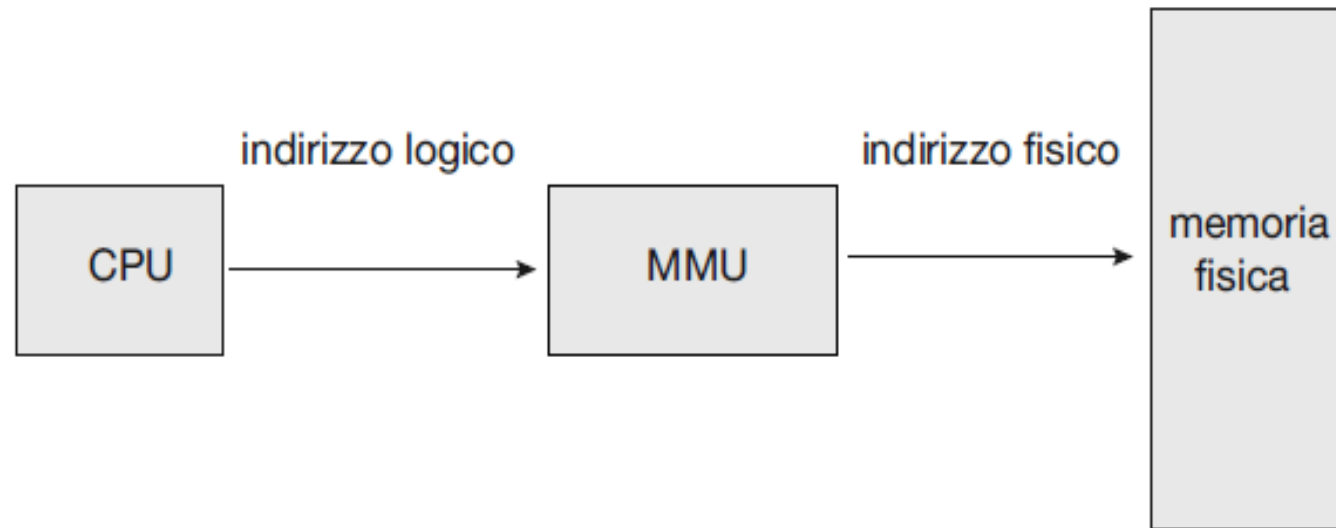 indirizzo logico
indirizzo fisico
CPU
MMU
memoria
fisica